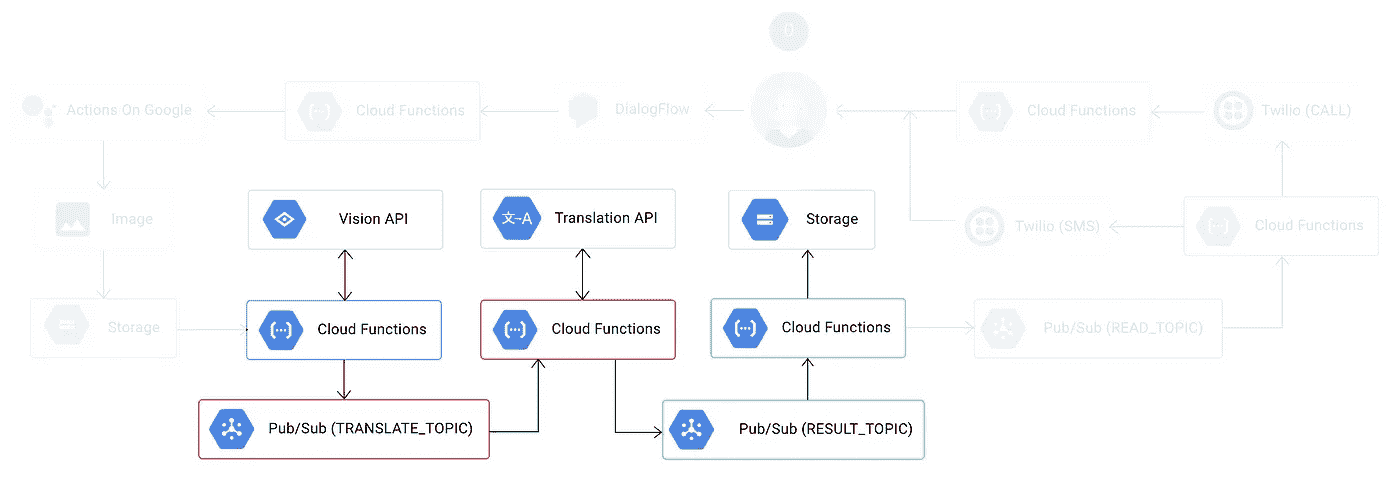 Actions On Google
Cloud Functions
DialogFlow
Cloud Functions
Twilio (CALL)
Image
Vision API
文→A Translation API
Storage
Twilio (SMS)
Cloud Functions
Storage
Cloud Functions
Cloud Functions
Cloud Functions
Pub/Sub (READ_TOPIC)
Pub/Sub (TRANSLATE_TOPIC)
Pub/Sub (RESULT_TOPIC)